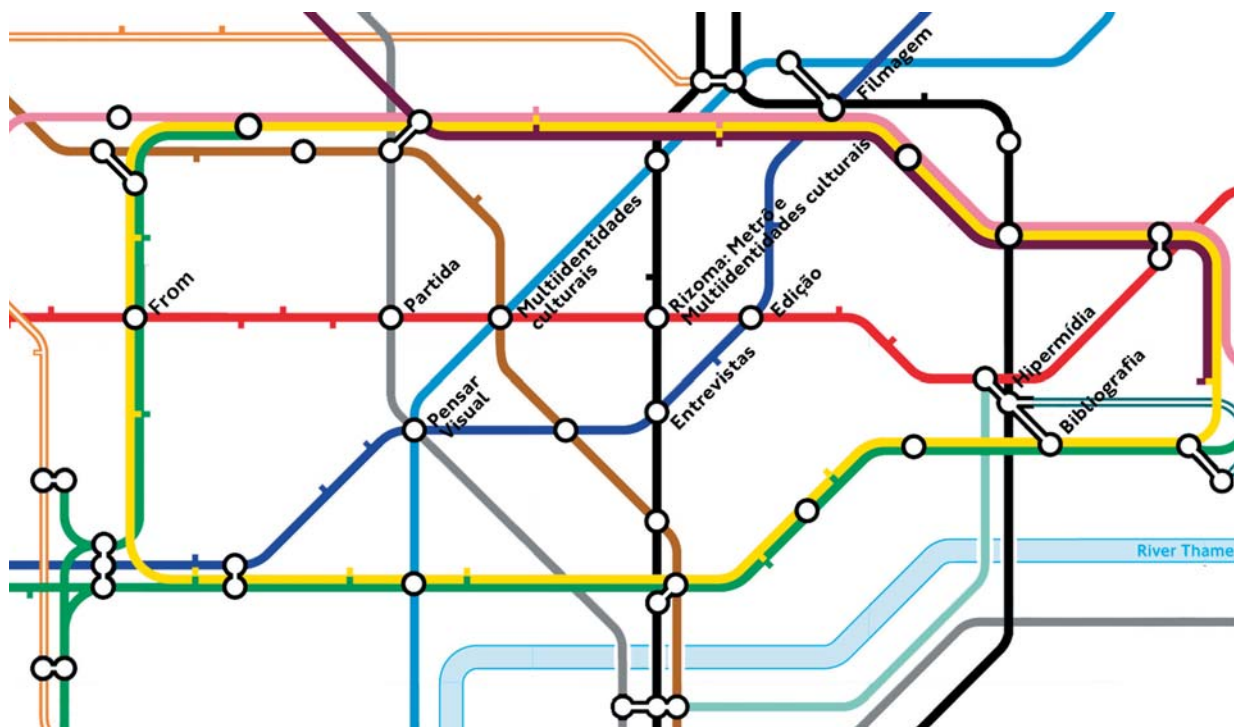 Filmagem
Multiidentidades
culturais
Rizoma: Metrô e
Multiidentidades culturais
From
Partida
Edição
Hipermídia
Bibliografia
Entrevistas
Pensar
Visual
River Thame